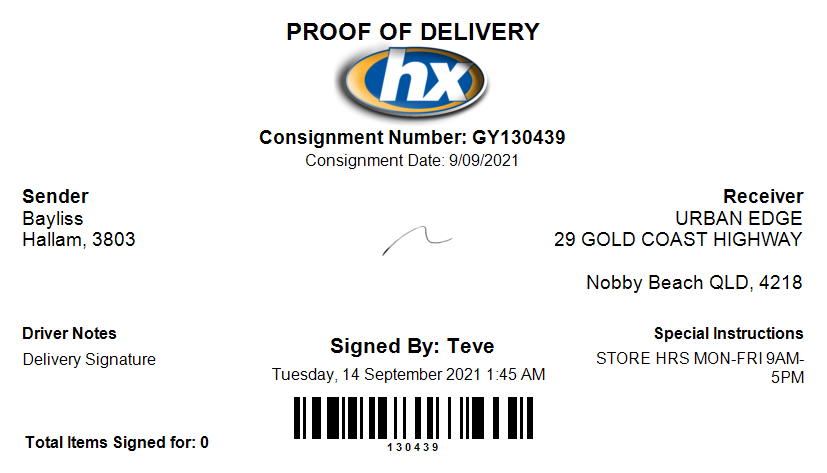 PROOF OF DELIVERY
hx
Consignment Number: GY130439
Consignment Date: 9/09/2021
Sender
Bayliss
Hallam, 3803
Receiver
URBAN EDGE
29 GOLD COAST HIGHWAY
Nobby Beach QLD, 4218
Driver Notes
Delivery Signature
Signed By: Teve
Tuesday, 14 September 2021 1:45 AM
Special Instructions
STORE HRS MON-FRI 9AM-
5PM
130439
Total Items Signed for: 0